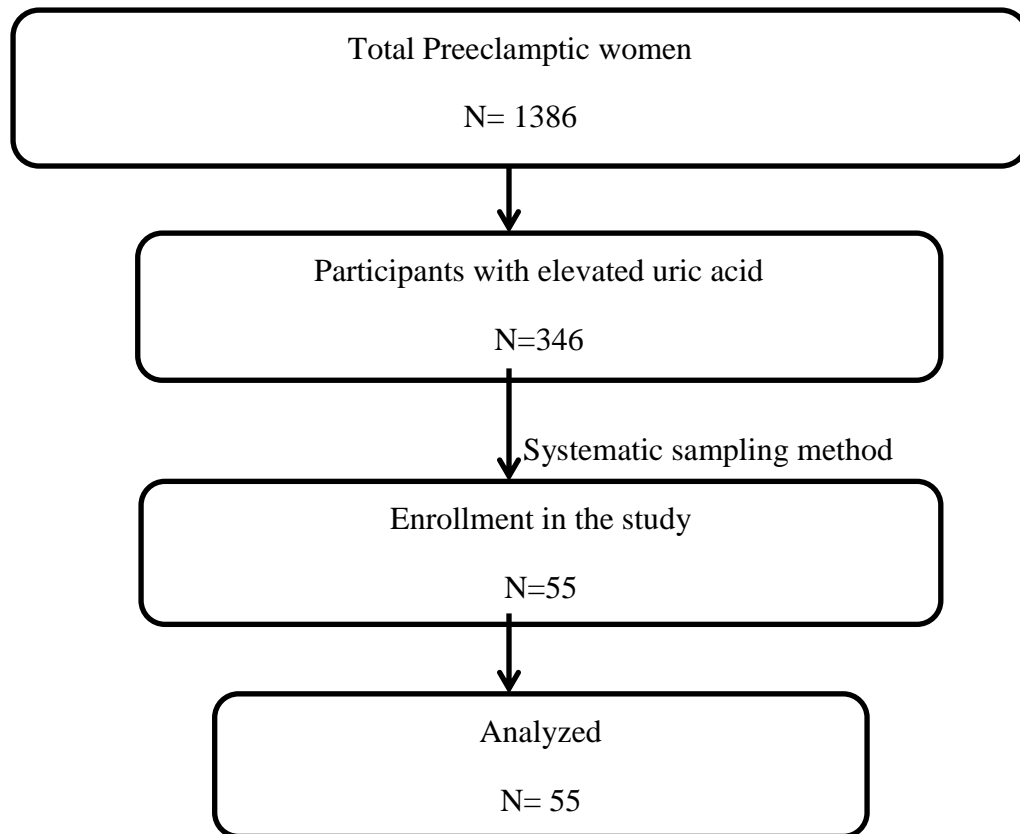 Total Preeclamptic women
N= 1386
Participants with elevated uric acid
N=346
Systematic sampling method
Enrollment in the study
N=55
Analyzed
N= 55